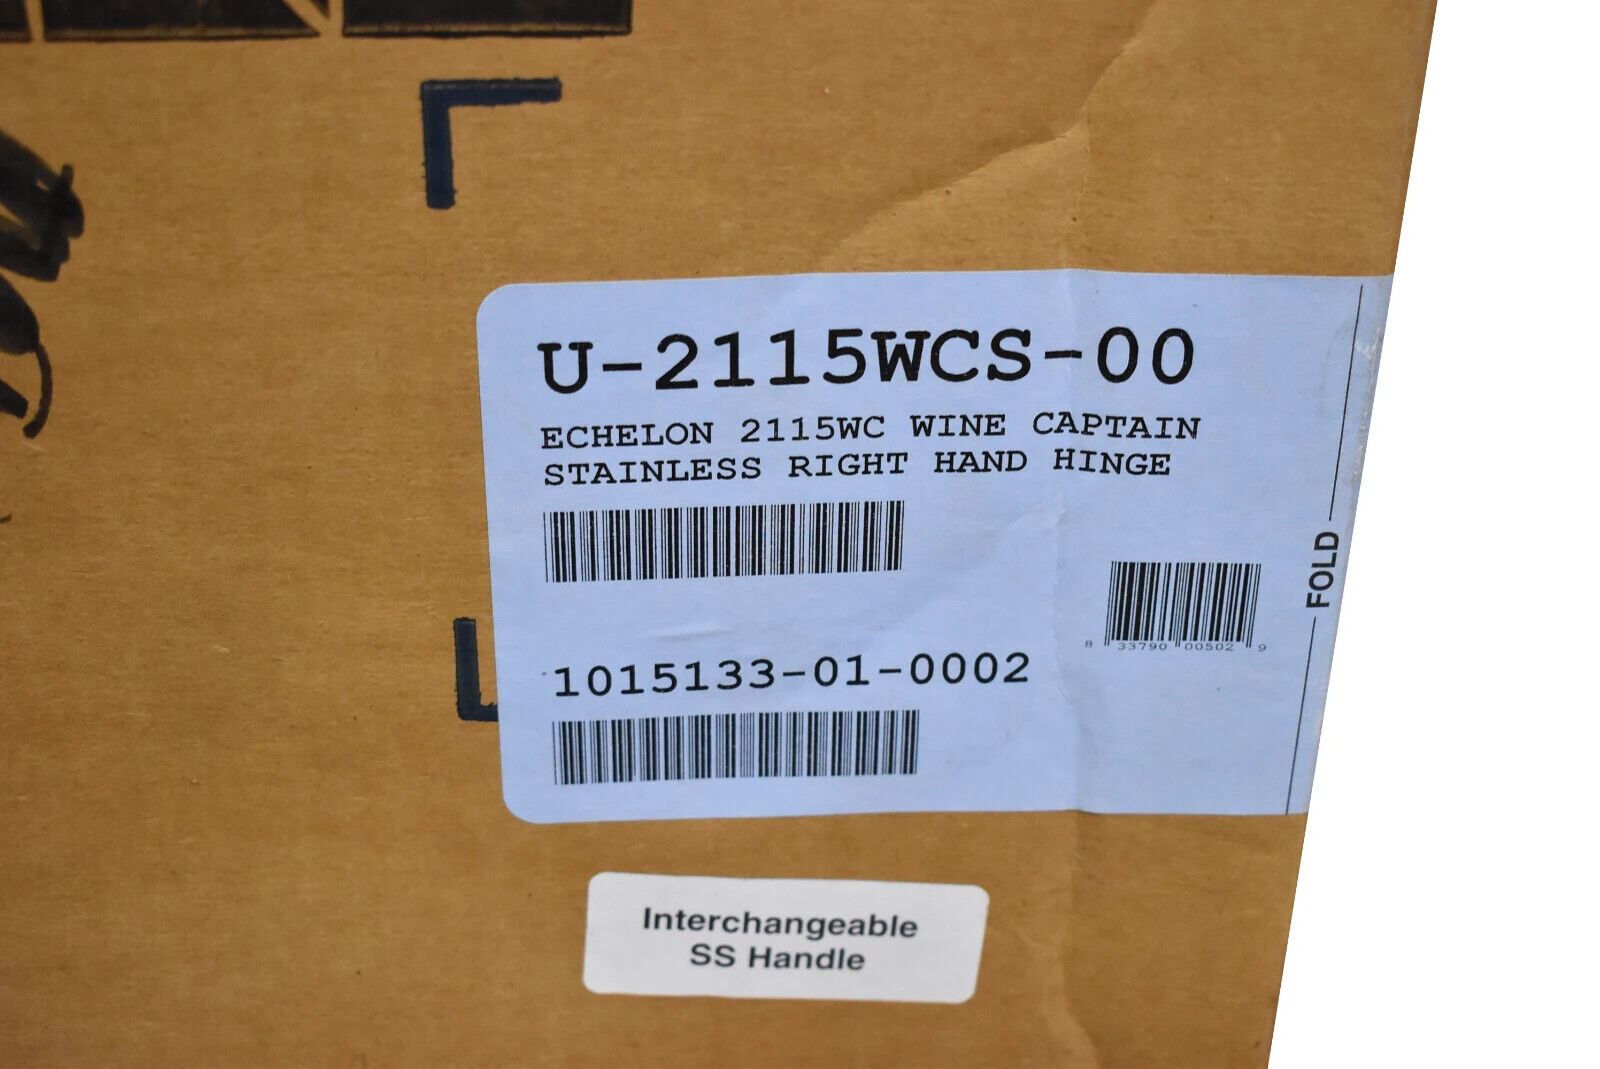 U-2115WCS-00
ECHELON 2115WC WINE CAPTAIN
STAINLESS RIGHT HAND HINGE
8 33790 00502 9
FOLD
1015133-01-0002
Interchangeable
SS Handle